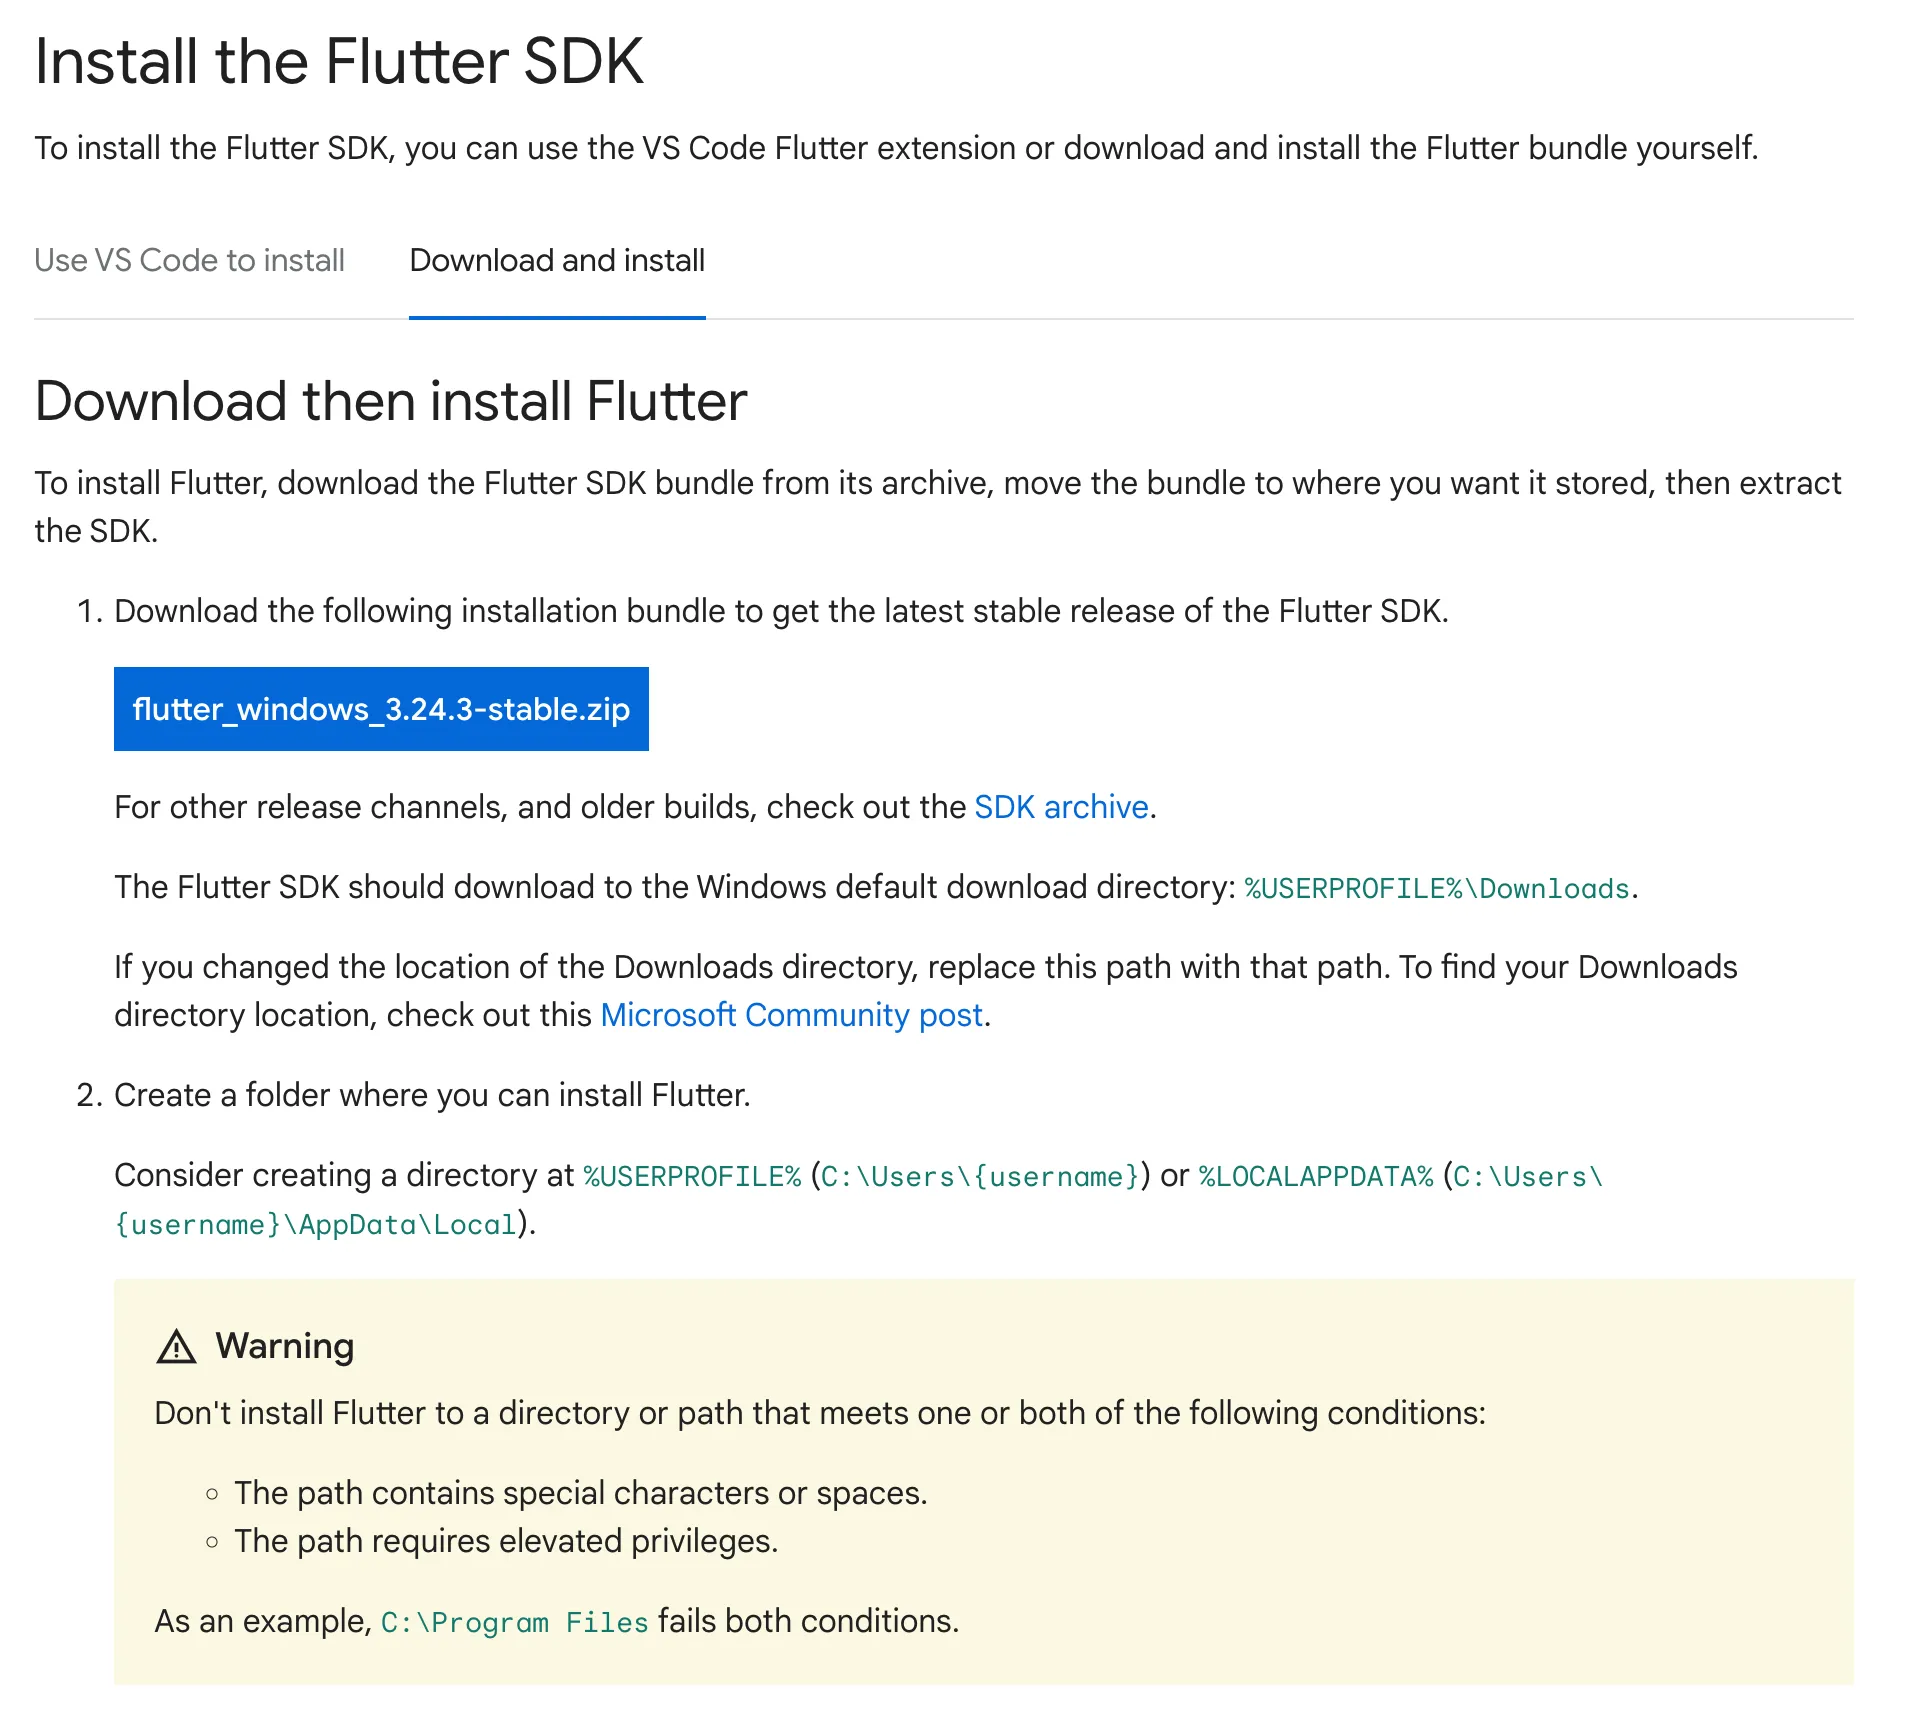 Install the Flutter SDK
To install the Flutter SDK, you can use the VS Code Flutter extension or download and install the Flutter bundle yourself.
Use VS Code to install
Download and install
Download then install Flutter
To install Flutter, download the Flutter SDK bundle from its archive, move the bundle to where you want it stored, then extract
the SDK.
1. Download the following installation bundle to get the latest stable release of the Flutter SDK.
flutter_windows_3.24.3-stable.zip
For other release channels, and older builds, check out the SDK archive.
The Flutter SDK should download to the Windows default download directory: %USERPROFILE%\Downloads.
If you changed the location of the Downloads directory, replace this path with that path. To find your Downloads
directory location, check out this Microsoft Community post.
2. Create a folder where you can install Flutter.
Consider creating a directory at %USERPROFILE% (C:\Users\{username}) or %LOCALAPPDATA% (C:\Users\
{username}\AppData\Local).
Warning
Don't install Flutter to a directory or path that meets one or both of the following conditions:
◦ The path contains special characters or spaces.
◦ The path requires elevated privileges.
As an example, C:\Program Files fails both conditions.